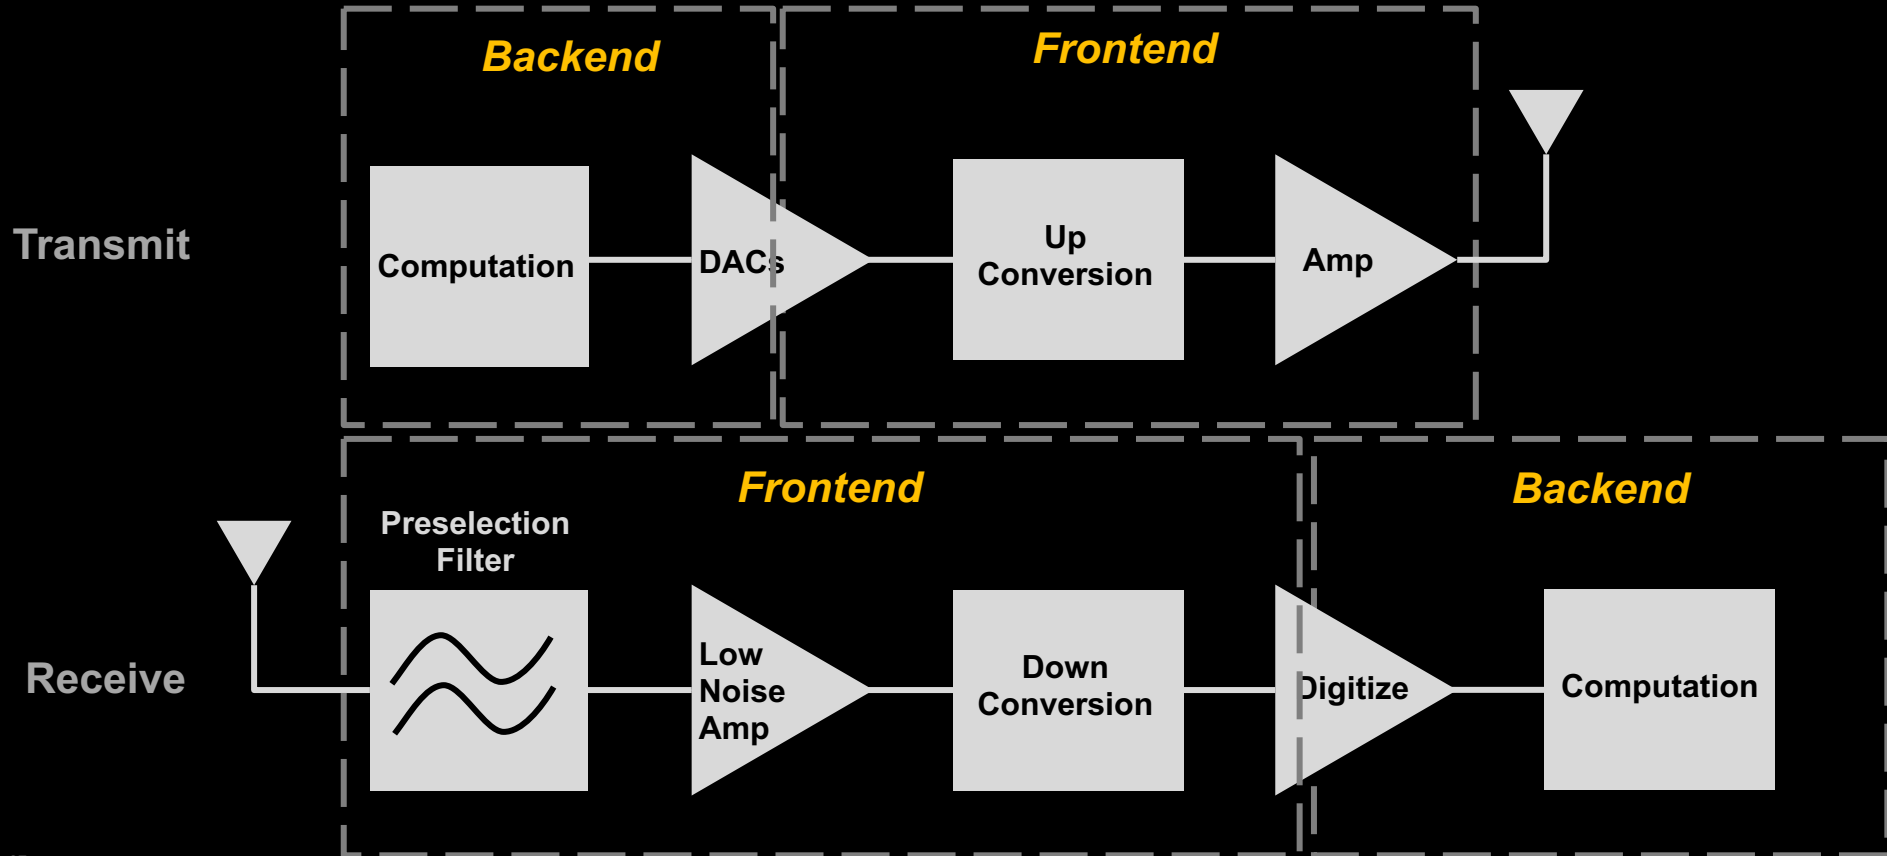 Backend
Frontend
Transmit
Computation
DACs
Up
Conversion
Amp
Frontend
Backend
Preselection
Filter
Receive
Low
Noise
Amp
Down
Conversion
Digitize
Computation